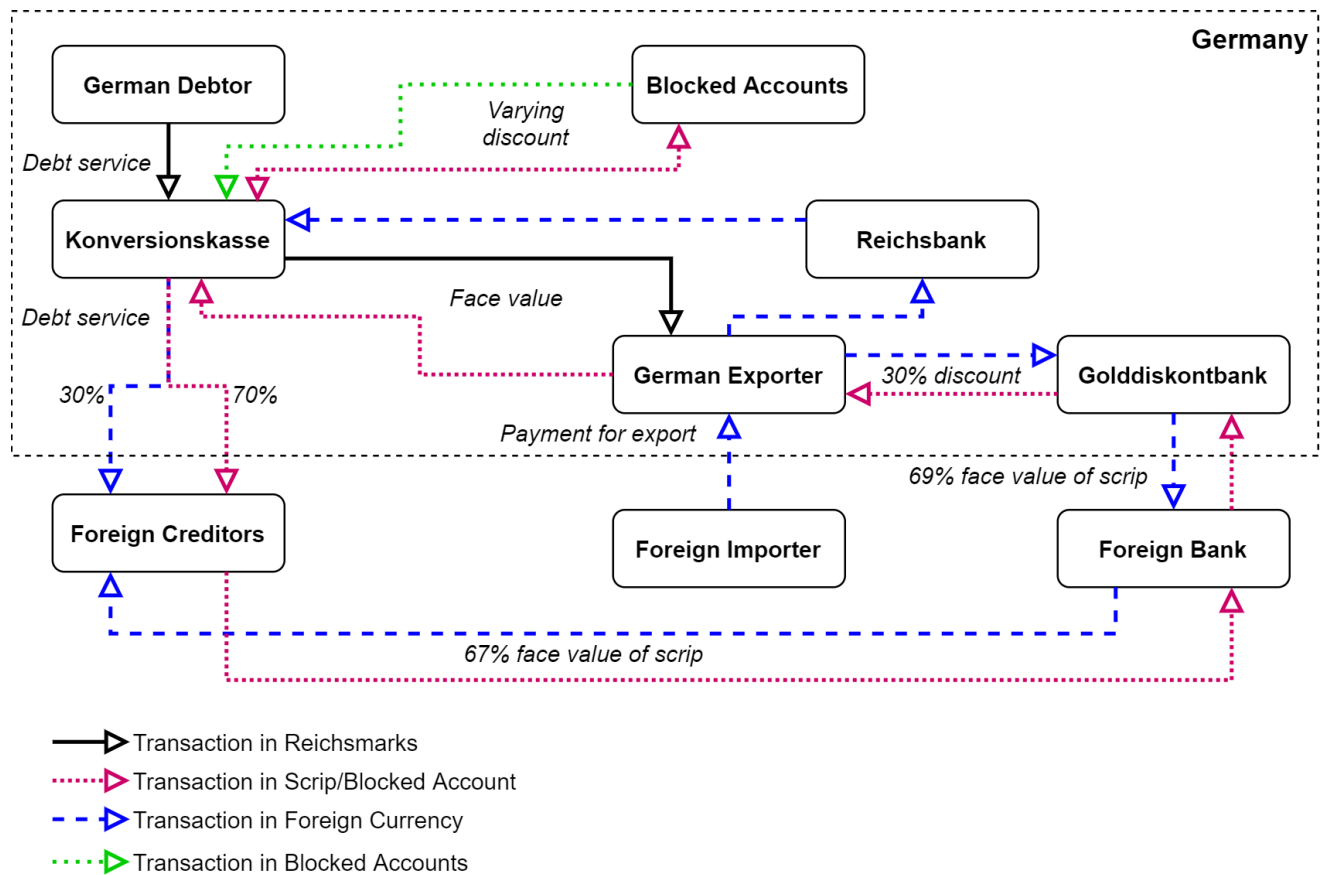 Germany
German Debtor
Blocked Accounts
Varying
discount
Debt service
Konversionskasse
Reichsbank
Face value
Debt service
German Exporter
30% discount
Golddiskontbank
30%
70%
Payment for export
69% face value of scrip
Foreign Creditors
Foreign Importer
Foreign Bank
67% face value of scrip
Transaction in Reichsmarks
Transaction in Scrip/Blocked Account
Transaction in Foreign Currency
Transaction in Blocked Accounts